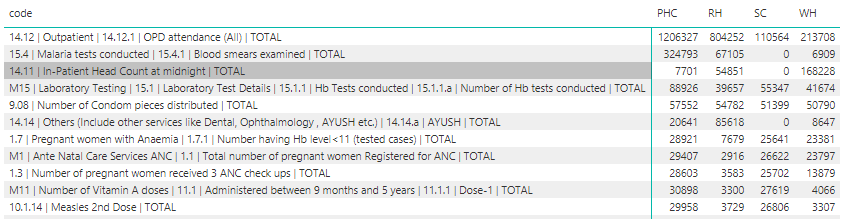 code PHC RH SC WH
14.12 | Outpatient | 14.12.1 | OPD attendance (All) | TOTAL 1206327 804252 110564 213708
15.4 | Malaria tests conducted | 15.4.1 | Blood smears examined | TOTAL 324793 67105 0 6909
14.11 | In-Patient Head Count at midnight | TOTAL 7701 54851 0 168228
M15 | Laboratory Testing | 15.1 | Laboratory Test Details | 15.1.1 | Hb Tests conducted | 15.1.1.a | Number of Hb tests conducted | TOTAL 88926 39657 55347 41674
9.08 | Number of Condom pieces distributed | TOTAL 57552 54782 51399 50790
14.14 | Others (Include other services like Dental, Ophthalmology , AYUSH etc.) | 14.14.a | AYUSH | TOTAL 20641 85618 0 8647
1.7 | Pregnant women with Anaemia | 1.7.1 | Number having Hb level<11 (tested cases) | TOTAL 28921 7679 25641 23381
M1 | Ante Natal Care Services ANC | 1.1 | Total number of pregnant women Registered for ANC | TOTAL 29407 2916 26622 23797
1.3 | Number of pregnant women received 3 ANC check ups | TOTAL 28603 3583 25702 13879
M11 | Number of Vitamin A doses | 11.1 | Administered between 9 months and 5 years | 11.1.1 | Dose-1 | TOTAL 30898 3300 27619 4066
10.1.14 | Measles 2nd Dose | TOTAL 29958 3729 26806 3307